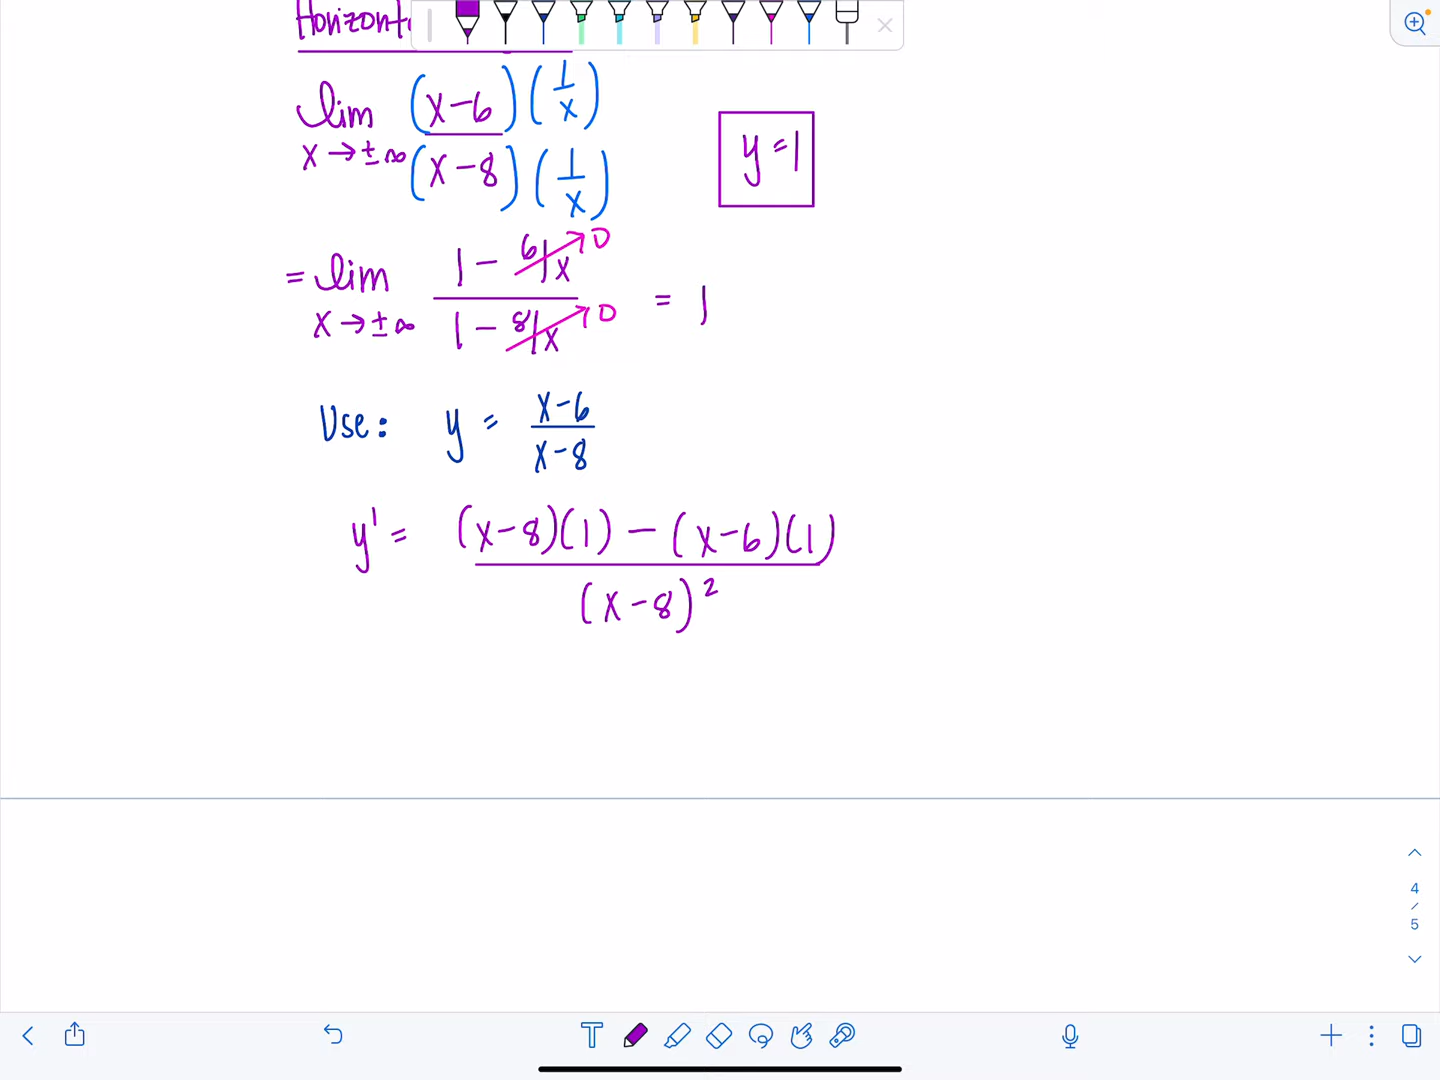 Horizont
lim (x-6)(1/x)
x→±∞ (x-8)(1/x)
y=1
= lim 1 - 6/x →0
x→±∞ 1 - 8/x →0 = 1
Use: y = x-6 / x-8
y' = (x-8)(1) - (x-6)(1)
(x-8)²
4
/
5
T